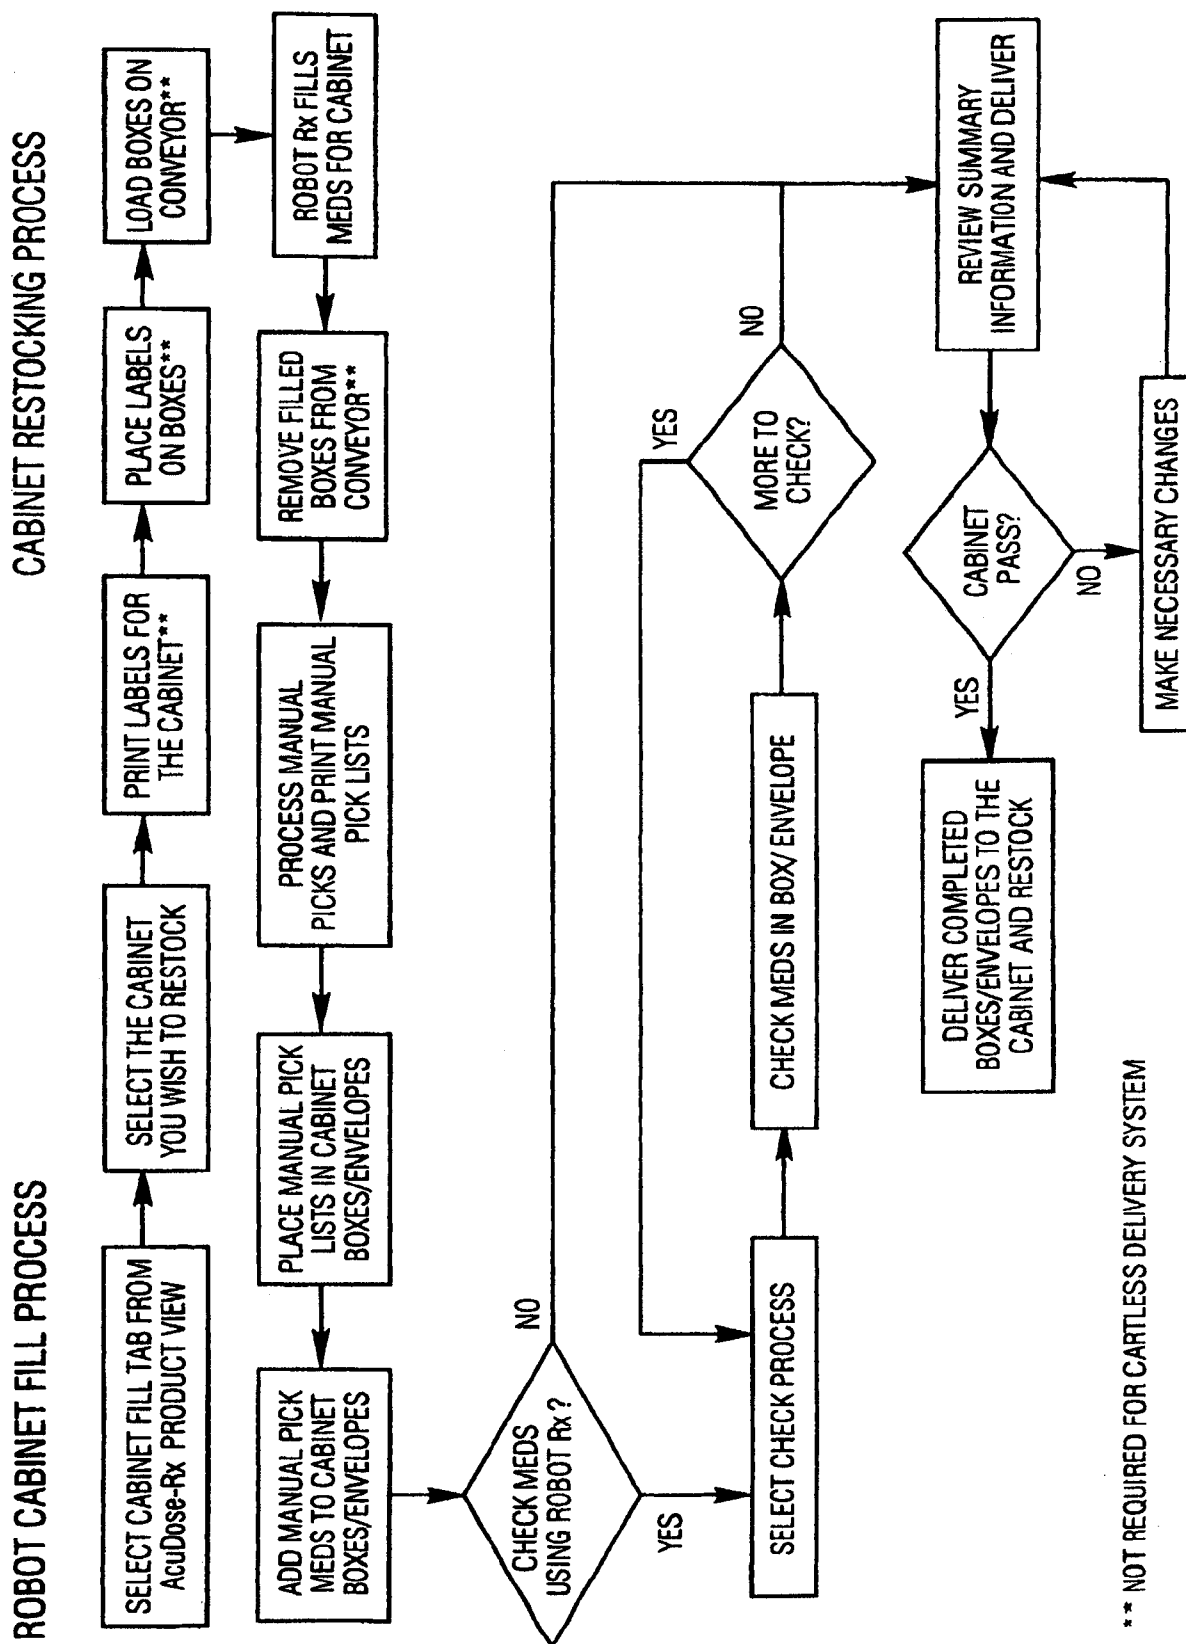 ROBOT CABINET FILL PROCESS
CABINET RESTOCKING PROCESS
SELECT CABINET FILL TAB FROM
AcuDose-Rx PRODUCT VIEW
SELECT THE CABINET
YOU WISH TO RESTOCK
PRINT LABELS FOR
THE CABINET**
PLACE LABELS
ON BOXES**
LOAD BOXES ON
CONVEYOR**
ROBOT Rx FILLS
MEDS FOR CABINET
REMOVE FILLED
BOXES FROM
CONVEYOR**
PROCESS MANUAL
PICKS AND PRINT MANUAL
PICK LISTS
PLACE MANUAL PICK
LISTS IN CABINET
BOXES/ENVELOPES
ADD MANUAL PICK
MEDS TO CABINET
BOXES/ENVELOPES
CHECK MEDS
USING ROBOT Rx?
NO
YES
SELECT CHECK PROCESS
CHECK MEDS IN BOX/ ENVELOPE
MORE TO
CHECK?
YES
NO
REVIEW SUMMARY
INFORMATION AND DELIVER
CABINET
PASS?
YES
NO
MAKE NECESSARY CHANGES
DELIVER COMPLETED
BOXES/ENVELOPES TO THE
CABINET AND RESTOCK
** NOT REQUIRED FOR CARTLESS DELIVERY SYSTEM